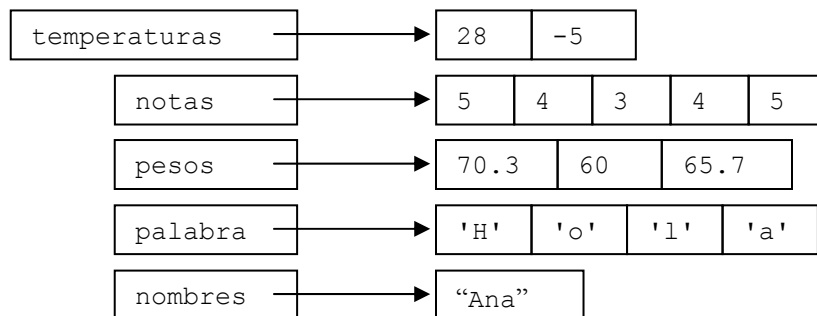 temperaturas 28 -5
notas 5 4 3 4 5
pesos 70.3 60 65.7
palabra 'H' 'o' 'l' 'a'
nombres “Ana”